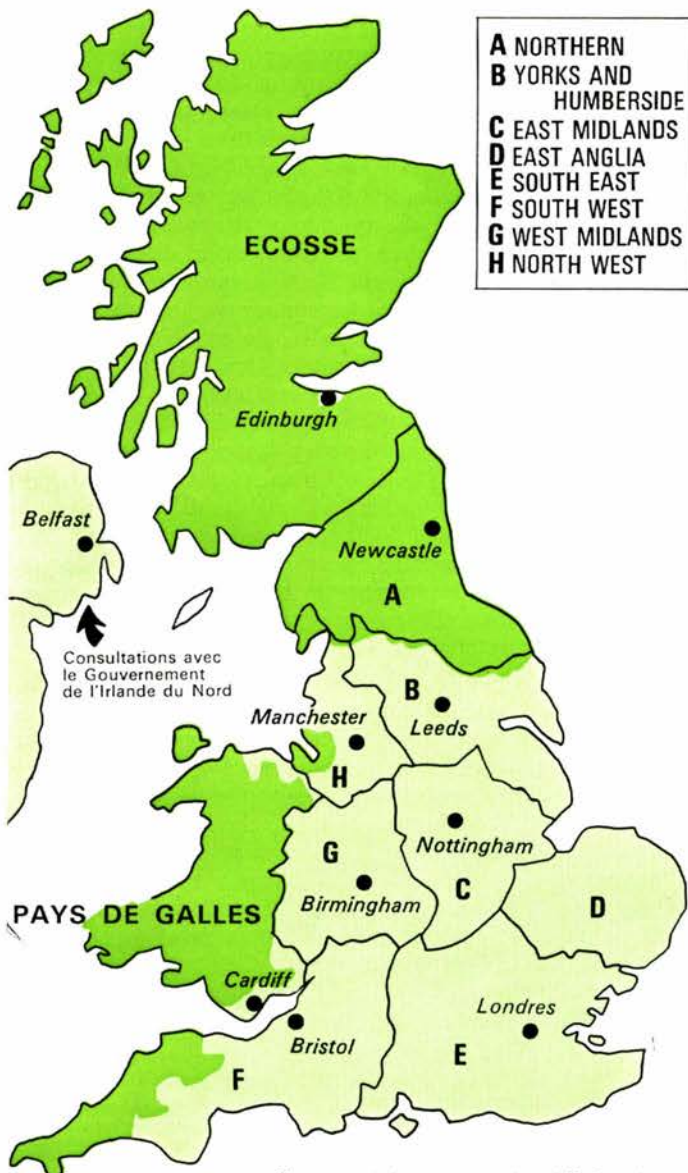 A NORTHERN
B YORKS AND
HUMBERSIDE
C EAST MIDLANDS
D EAST ANGLIA
E SOUTH EAST
F SOUTH WEST
G WEST MIDLANDS
H NORTH WEST
ECOSSE
Edinburgh
Belfast
Newcastle
A
Consultations avec
le Gouvernement
de l'Irlande du Nord
B
Leeds
Manchester
H
Nottingham
G
C
Birmingham
D
PAYS DE GALLES
Cardiff
Londres
Bristol
E
F